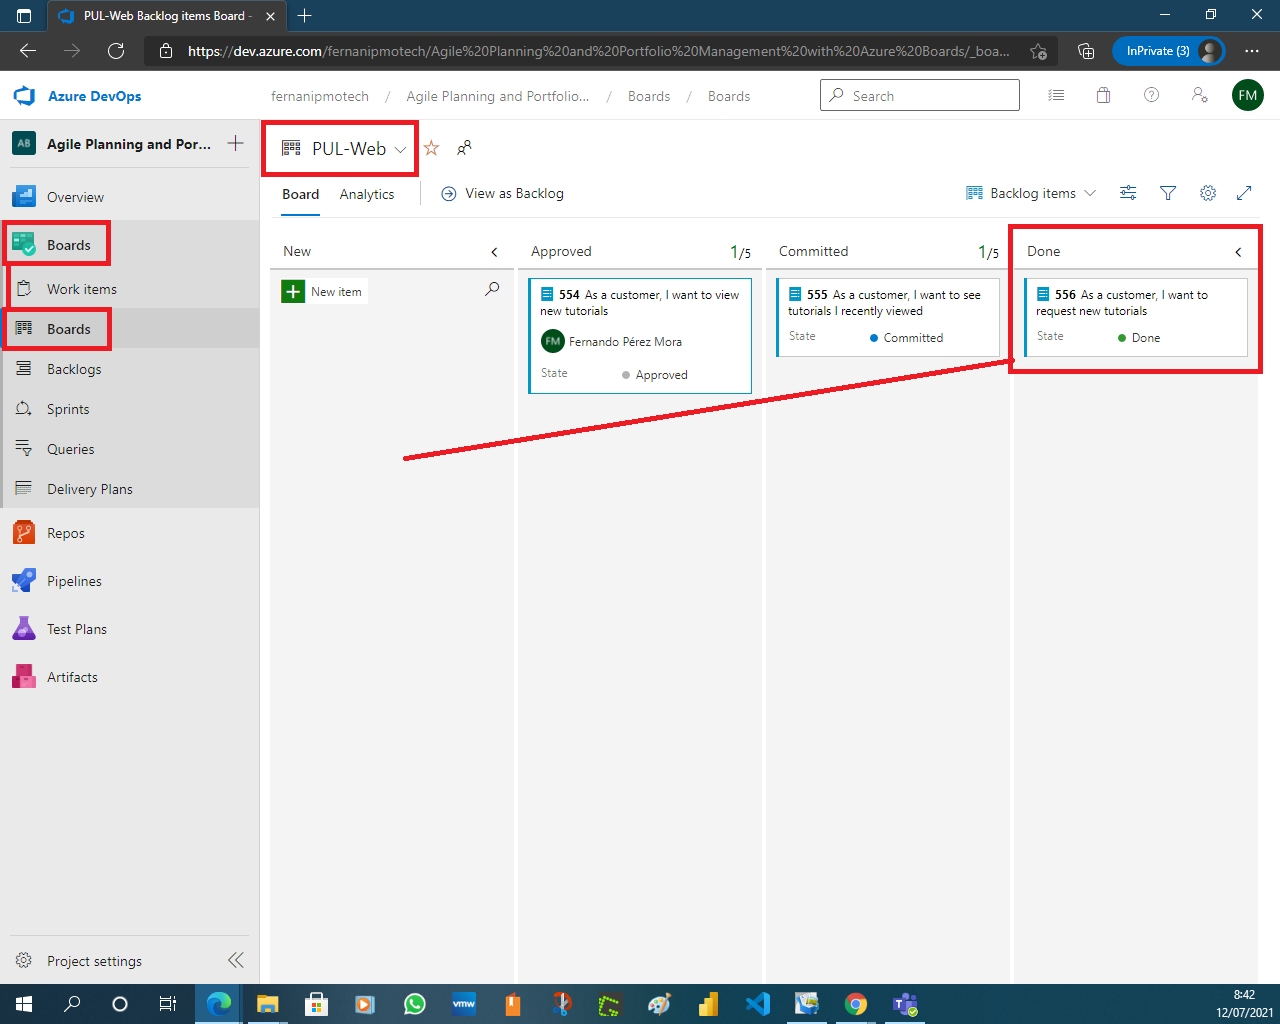 PUL-Web Backlog items Board -
https://dev.azure.com/fernanipmotech/Agile%20Planning%20and%20Portfolio%20Management%20with%20Azure%20Boards/_boa...
InPrivate (3)
Azure DevOps
fernanipmotech / Agile Planning and Portfolio... / Boards / Boards
Search
FM
AB Agile Planning and Por...
Overview
Boards
Work items
Boards
Backlogs
Sprints
Queries
Delivery Plans
Repos
Pipelines
Test Plans
Artifacts
Project settings
PUL-Web
Board Analytics View as Backlog
Backlog items
New
New item
Approved 1/5
554 As a customer, I want to view
new tutorials
FM Fernando Pérez Mora
State Approved
Committed 1/5
555 As a customer, I want to see
tutorials I recently viewed
State Committed
Done
556 As a customer, I want to
request new tutorials
State Done
vmw
8:42
12/07/2021